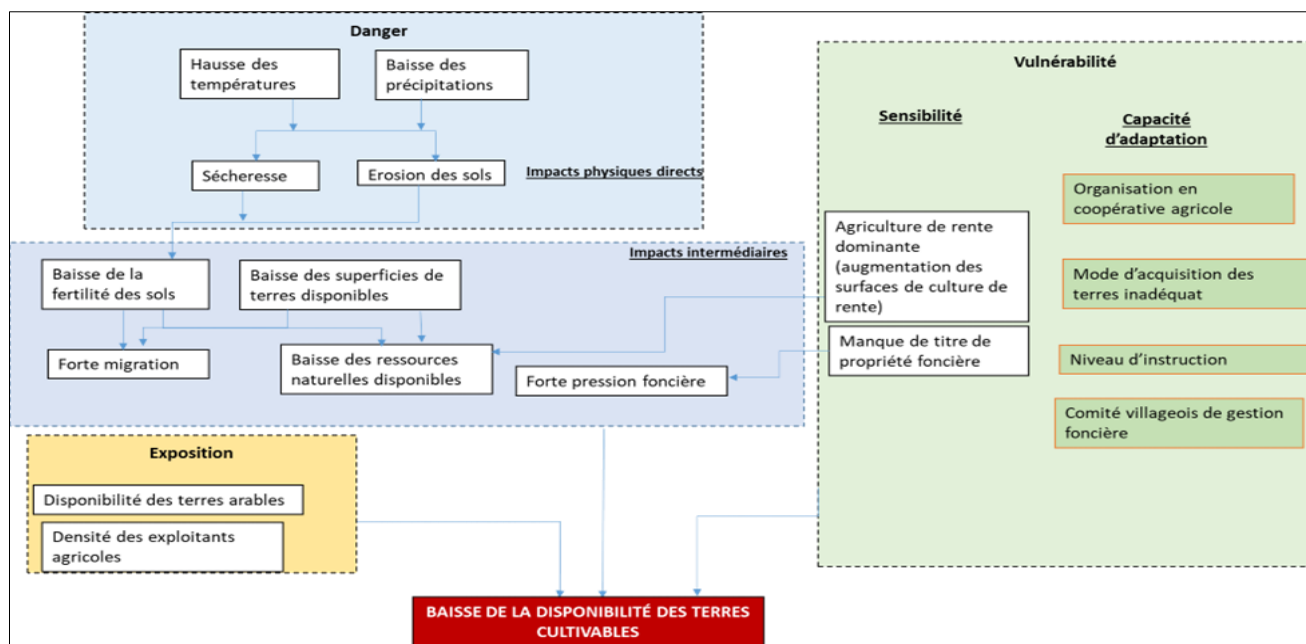 Danger
Hausse des
températures
Baisse des
précipitations
Sécheresse
Erosion des sols
Impacts physiques directs
Impacts intermédiaires
Baisse de la
fertilité des sols
Baisse des superficies de
terres disponibles
Forte migration
Baisse des ressources
naturelles disponibles
Forte pression foncière
Exposition
Disponibilité des terres arables
Densité des exploitants
agricoles
Vulnérabilité
Sensibilité
Agriculture de rente
dominante
(augmentation des
surfaces de culture de
rente)
Manque de titre de
propriété foncière
Capacité
d’adaptation
Organisation en
coopérative agricole
Mode d’acquisition des
terres inadéquat
Niveau d’instruction
Comité villageois de gestion
foncière
BAISSE DE LA DISPONIBILITÉ DES TERRES
CULTIVABLES